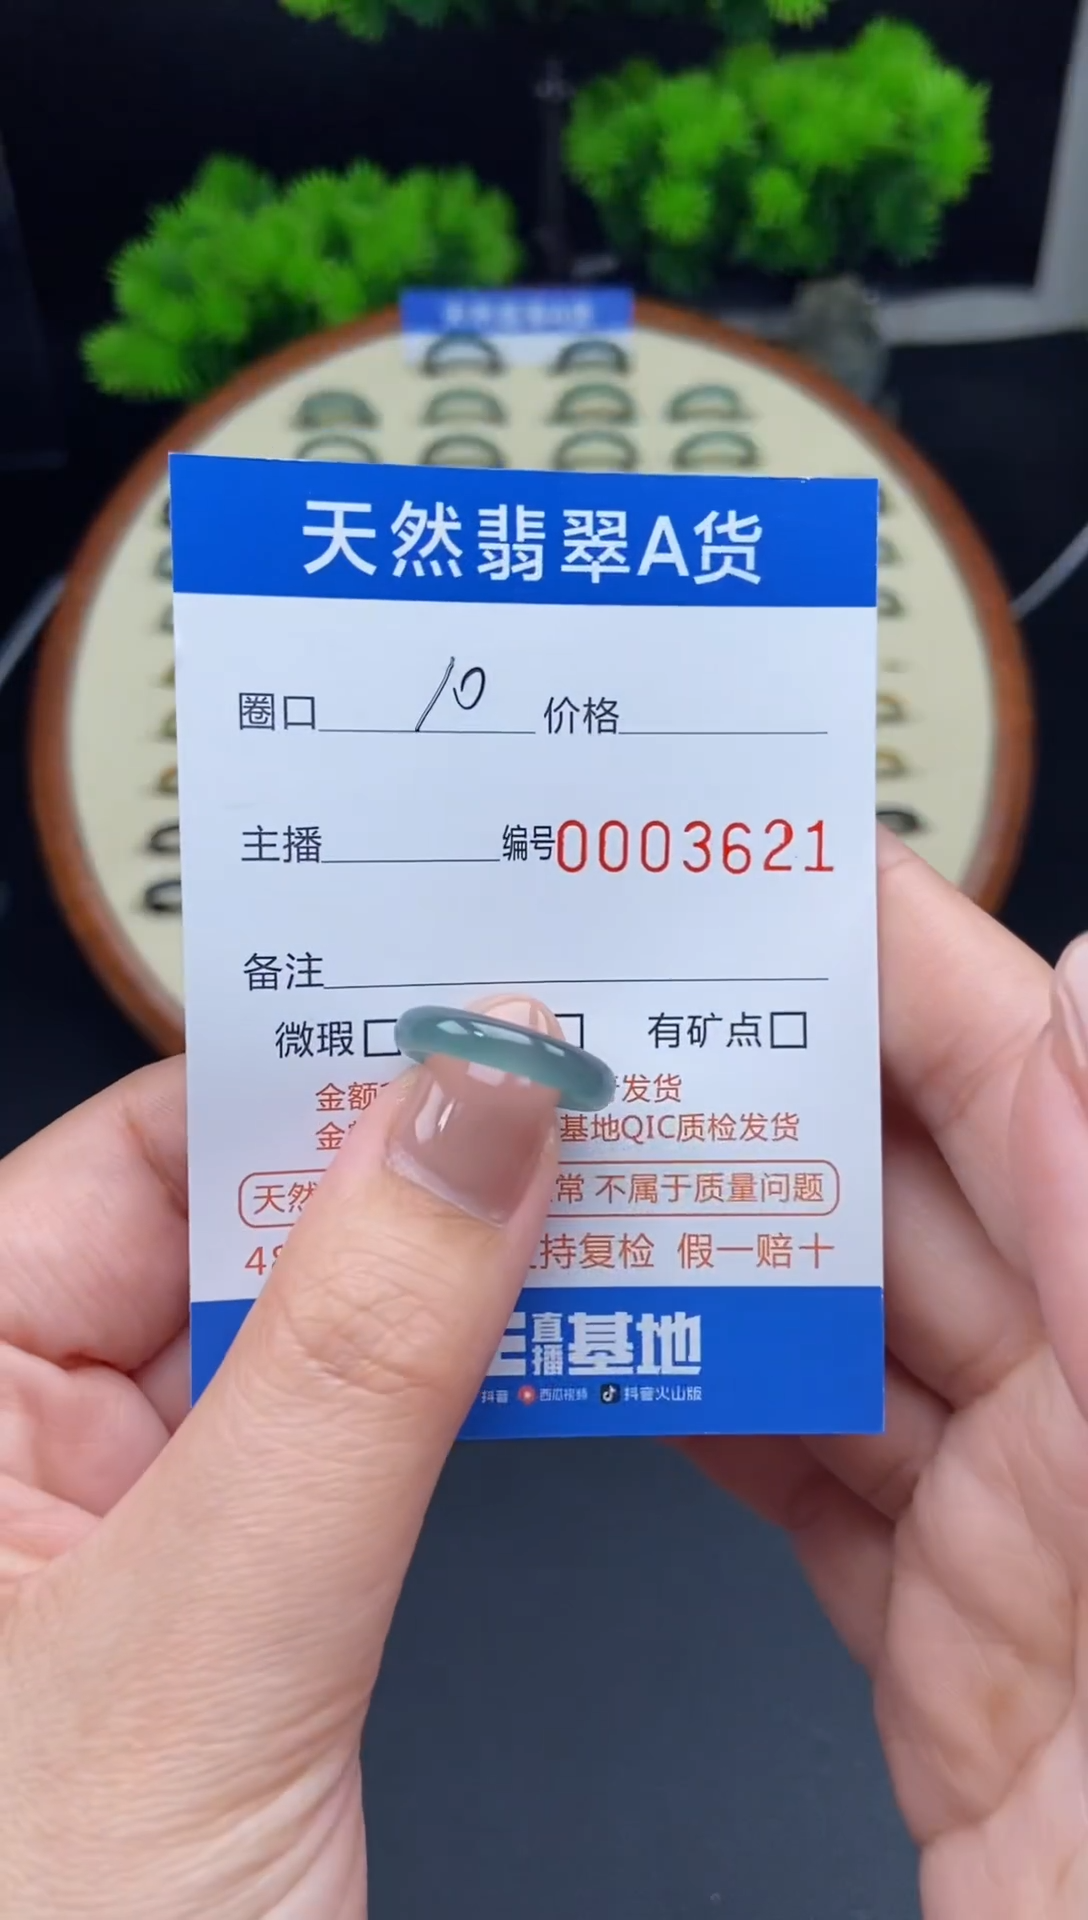 天然翡翠A货
圈口 10 价格
主播 编号0003621
备注
微瑕□ □ 有矿点□
金额 发货
金 基地QIC质检发货
天然 常 不属于质量问题
48 持复检 假一赔十
直播基地
抖音 西瓜视频 抖音火山版